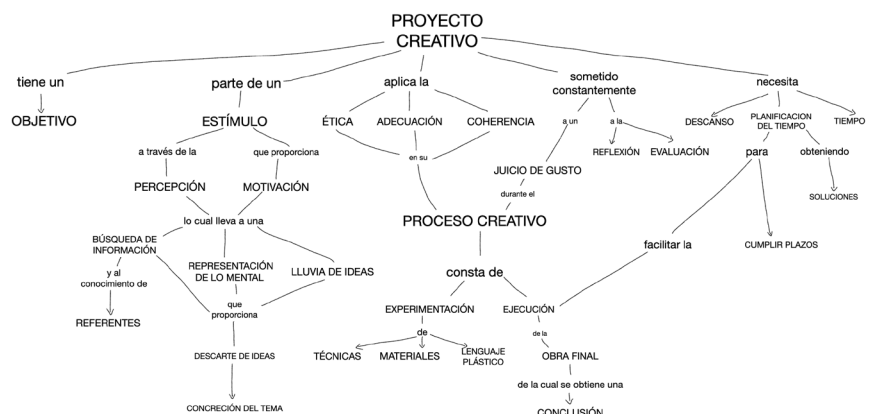 PROYECTO
CREATIVO
tiene un
parte de un
aplica la
sometido
constantemente
necesita
OBJETIVO
ESTÍMULO
ÉTICA
ADECUACIÓN
COHERENCIA
a un
a la
DESCANSO
PLANIFICACION
DEL TIEMPO
TIEMPO
a través de la
que proporciona
en su
REFLEXIÓN
EVALUACIÓN
para
obteniendo
PERCEPCIÓN
MOTIVACIÓN
JUICIO DE GUSTO
durante el
SOLUCIONES
lo cual lleva a una
PROCESO CREATIVO
BÚSQUEDA DE
INFORMACIÓN
REPRESENTACIÓN
DE LO MENTAL
LLUVIA DE IDEAS
consta de
facilitar la
CUMPLIR PLAZOS
y al
conocimiento de
que
proporciona
EXPERIMENTACIÓN
EJECUCIÓN
REFERENTES
de
de la
DESCARTE DE IDEAS
TÉCNICAS
MATERIALES
LENGUAJE
PLÁSTICO
OBRA FINAL
de la cual se obtiene una
CONCRECIÓN DEL TEMA
CONCLUSIÓN